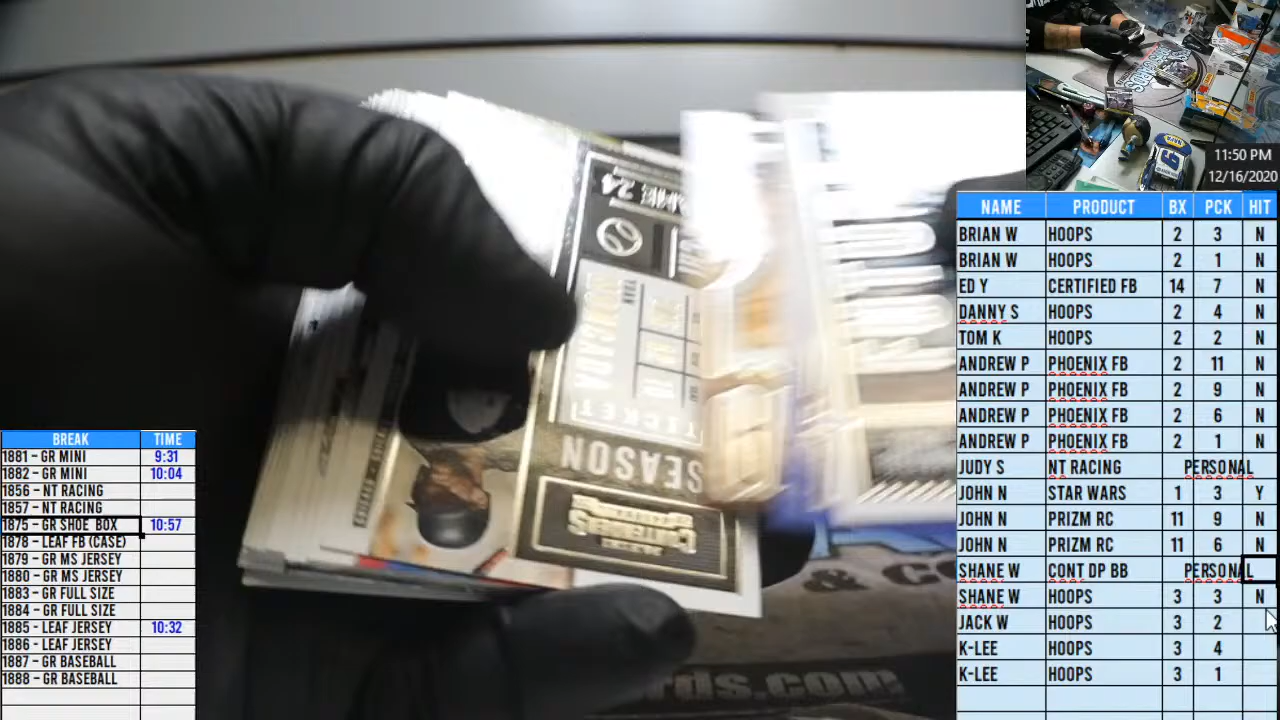 11:50 PM
12/16/2020
NAME PRODUCT BX PCK HIT
BRIAN W HOOPS 2 3 N
BRIAN W HOOPS 2 1 N
ED Y CERTIFIED FB 14 7 N
DANNY S HOOPS 2 4 N
TOM K HOOPS 2 2 N
ANDREW P PHOENIX FB 2 11 N
ANDREW P PHOENIX FB 2 9 N
ANDREW P PHOENIX FB 2 6 N
ANDREW P PHOENIX FB 2 1 N
JUDY S NT RACING PERSONAL
JOHN N STAR WARS 1 3 Y
JOHN N PRIZM RC 11 9 N
JOHN N PRIZM RC 11 6 N
SHANE W CONT DP BB PERSONAL
SHANE W HOOPS 3 3 N
JACK W HOOPS 3 2
K-LEE HOOPS 3 4
K-LEE HOOPS 3 1
BREAK TIME
1881 – GR MINI 9:31
1882 – GR MINI 10:04
1856 – NT RACING
1857 – NT RACING
1875 – GR SHOE BOX 10:57
1878 – LEAF FB (CASE)
1879 – GR MS JERSEY
1880 – GR MS JERSEY
1883 – GR FULL SIZE
1884 – GR FULL SIZE
1885 – LEAF JERSEY 10:32
1886 – LEAF JERSEY
1887 – GR BASEBALL
1888 – GR BASEBALL
24
TICKET
SEASON
CONTENDERS
rds.com